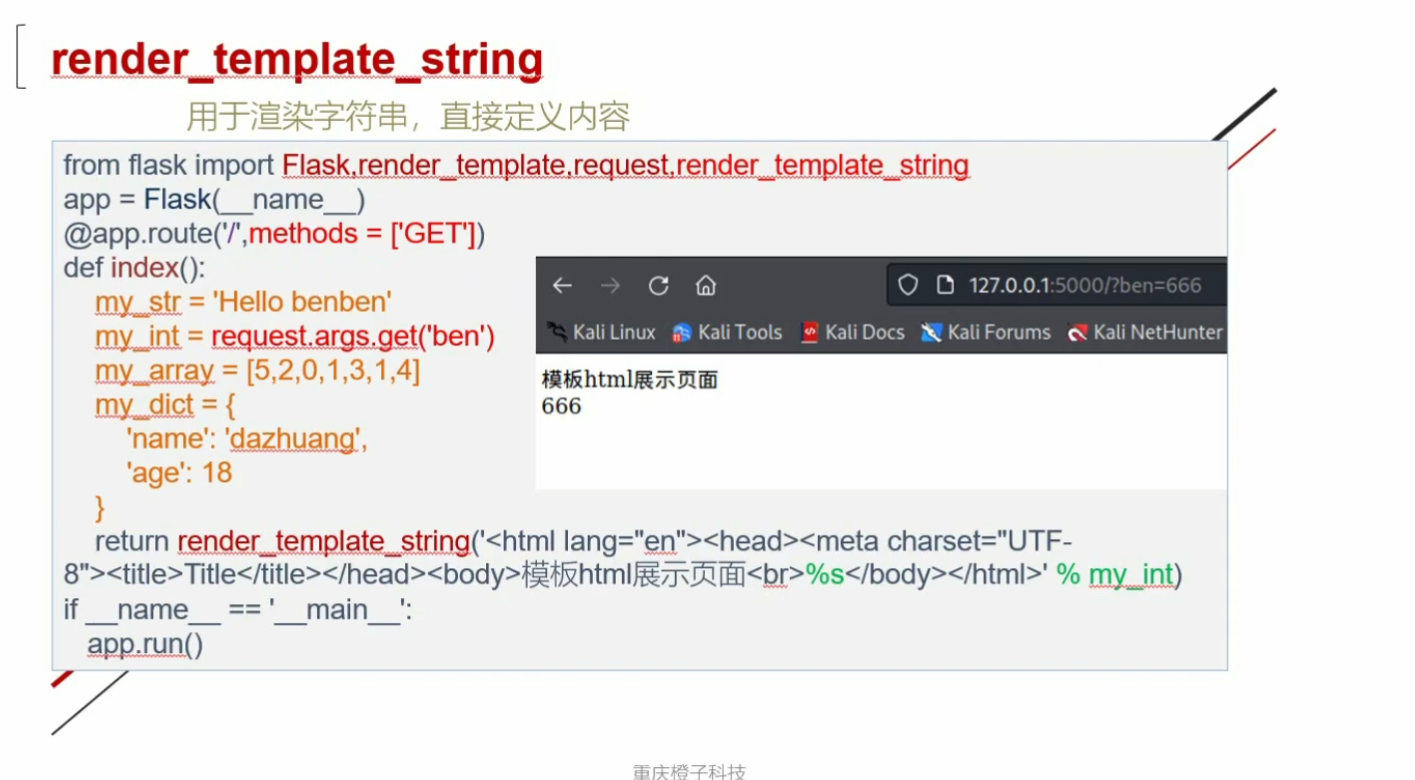 render_template_string
用于渲染字符串，直接定义内容
from flask import Flask,render_template,request,render_template_string
app = Flask(__name__)
@app.route('/',methods = ['GET'])
def index():
my_str = 'Hello benben'
my_int = request.args.get('ben')
my_array = [5,2,0,1,3,1,4]
my_dict = {
'name': 'dazhuang',
'age': 18
}
return render_template_string('<html lang="en"><head><meta charset="UTF-
8"><title>Title</title></head><body>模板html展示页面<br>%s</body></html>' % my_int)
if __name__ == '__main__':
app.run()
127.0.0.1:5000/?ben=666
Kali Linux Kali Tools Kali Docs Kali Forums Kali NetHunter
模板html展示页面
666
重庆橙子科技